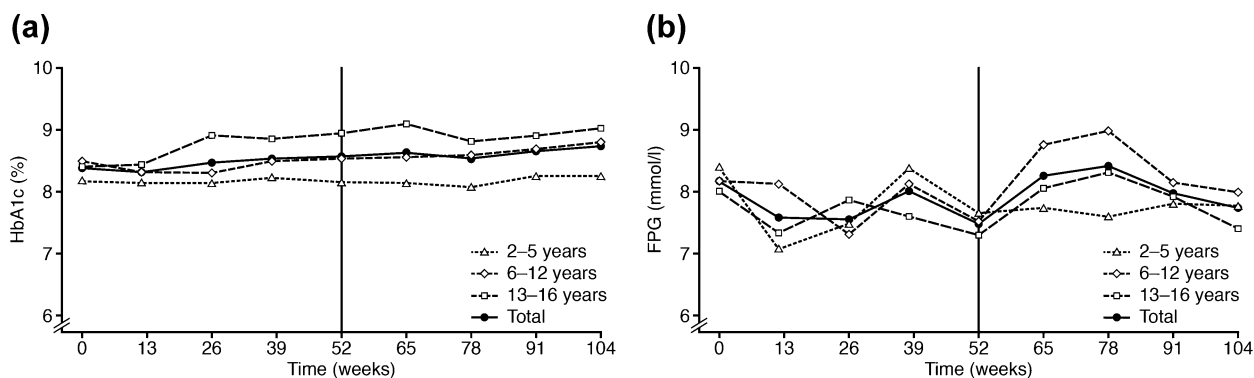 (a)
10
9
8
7
6
HbA1c (%)
2–5 years
6–12 years
13–16 years
Total
0 13 26 39 52 65 78 91 104
Time (weeks)
(b)
10
9
8
7
6
FPG (mmol/l)
2–5 years
6–12 years
13–16 years
Total
0 13 26 39 52 65 78 91 104
Time (weeks)